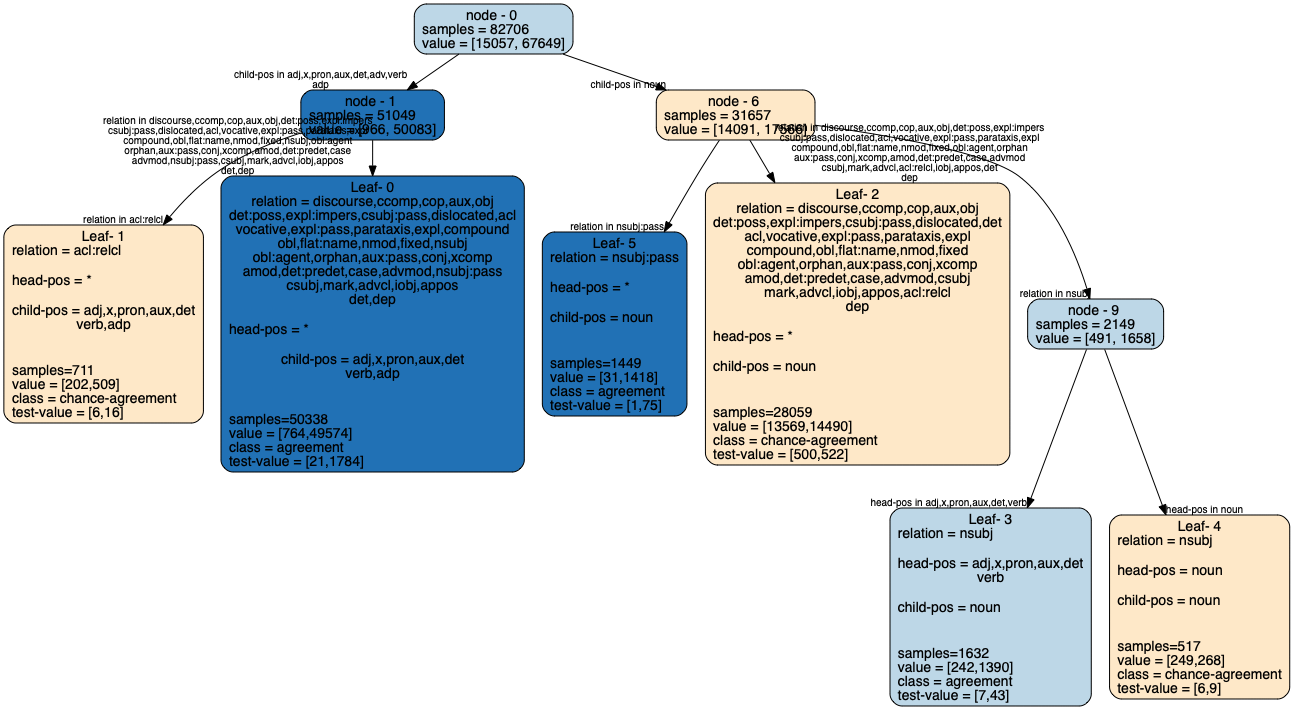 node - 0
samples = 82706
value = [15057, 67649]
child-pos in adj,x,pron,aux,det,adv,verb
adp
child-pos in noun
node - 1
samples = 51049
value = [966, 50083]
node - 6
samples = 31657
value = [14091, 17566]
relation in discourse,ccomp,cop,aux,obj,det:poss,expl:impers
csubj:pass,dislocated,acl,vocative,expl:pass,parataxis,expl
compound,obl,flat:name,nmod,fixed,nsubj,obl:agent
orphan,aux:pass,conj,xcomp,amod,det:predet,case
advmod,nsubj:pass,csubj,mark,advcl,iobj,appos
det,dep
relation in discourse,ccomp,cop,aux,obj,det:poss,expl:impers
csubj:pass,dislocated,acl,vocative,expl:pass,parataxis,expl
compound,obl,flat:name,nmod,fixed,obl:agent,orphan
aux:pass,conj,xcomp,amod,det:predet,case,advmod
csubj,mark,advcl,acl:relcl,iobj,appos,det
dep
relation in acl:relcl
Leaf- 1
relation = acl:relcl
head-pos = *
child-pos = adj,x,pron,aux,det
verb,adp
samples=711
value = [202,509]
class = chance-agreement
test-value = [6,16]
Leaf- 0
relation = discourse,ccomp,cop,aux,obj
det:poss,expl:impers,csubj:pass,dislocated,acl
vocative,expl:pass,parataxis,expl,compound
obl,flat:name,nmod,fixed,nsubj
obl:agent,orphan,aux:pass,conj,xcomp
amod,det:predet,case,advmod,nsubj:pass
csubj,mark,advcl,iobj,appos
det,dep
head-pos = *
child-pos = adj,x,pron,aux,det
verb,adp
samples=50338
value = [764,49574]
class = agreement
test-value = [21,1784]
relation in nsubj:pass
Leaf- 5
relation = nsubj:pass
head-pos = *
child-pos = noun
samples=1449
value = [31,1418]
class = agreement
test-value = [1,75]
Leaf- 2
relation = discourse,ccomp,cop,aux,obj
det:poss,expl:impers,csubj:pass,dislocated,det
acl,vocative,expl:pass,parataxis,expl
compound,obl,flat:name,nmod,fixed
obl:agent,orphan,aux:pass,conj,xcomp
amod,det:predet,case,advmod,csubj
mark,advcl,iobj,appos,acl:relcl
dep
head-pos = *
child-pos = noun
samples=28059
value = [13569,14490]
class = chance-agreement
test-value = [500,522]
relation in nsubj
node - 9
samples = 2149
value = [491, 1658]
head-pos in adj,x,pron,aux,det,verb
Leaf- 3
relation = nsubj
head-pos = adj,x,pron,aux,det
verb
child-pos = noun
samples=1632
value = [242,1390]
class = agreement
test-value = [7,43]
head-pos in noun
Leaf- 4
relation = nsubj
head-pos = noun
child-pos = noun
samples=517
value = [249,268]
class = chance-agreement
test-value = [6,9]